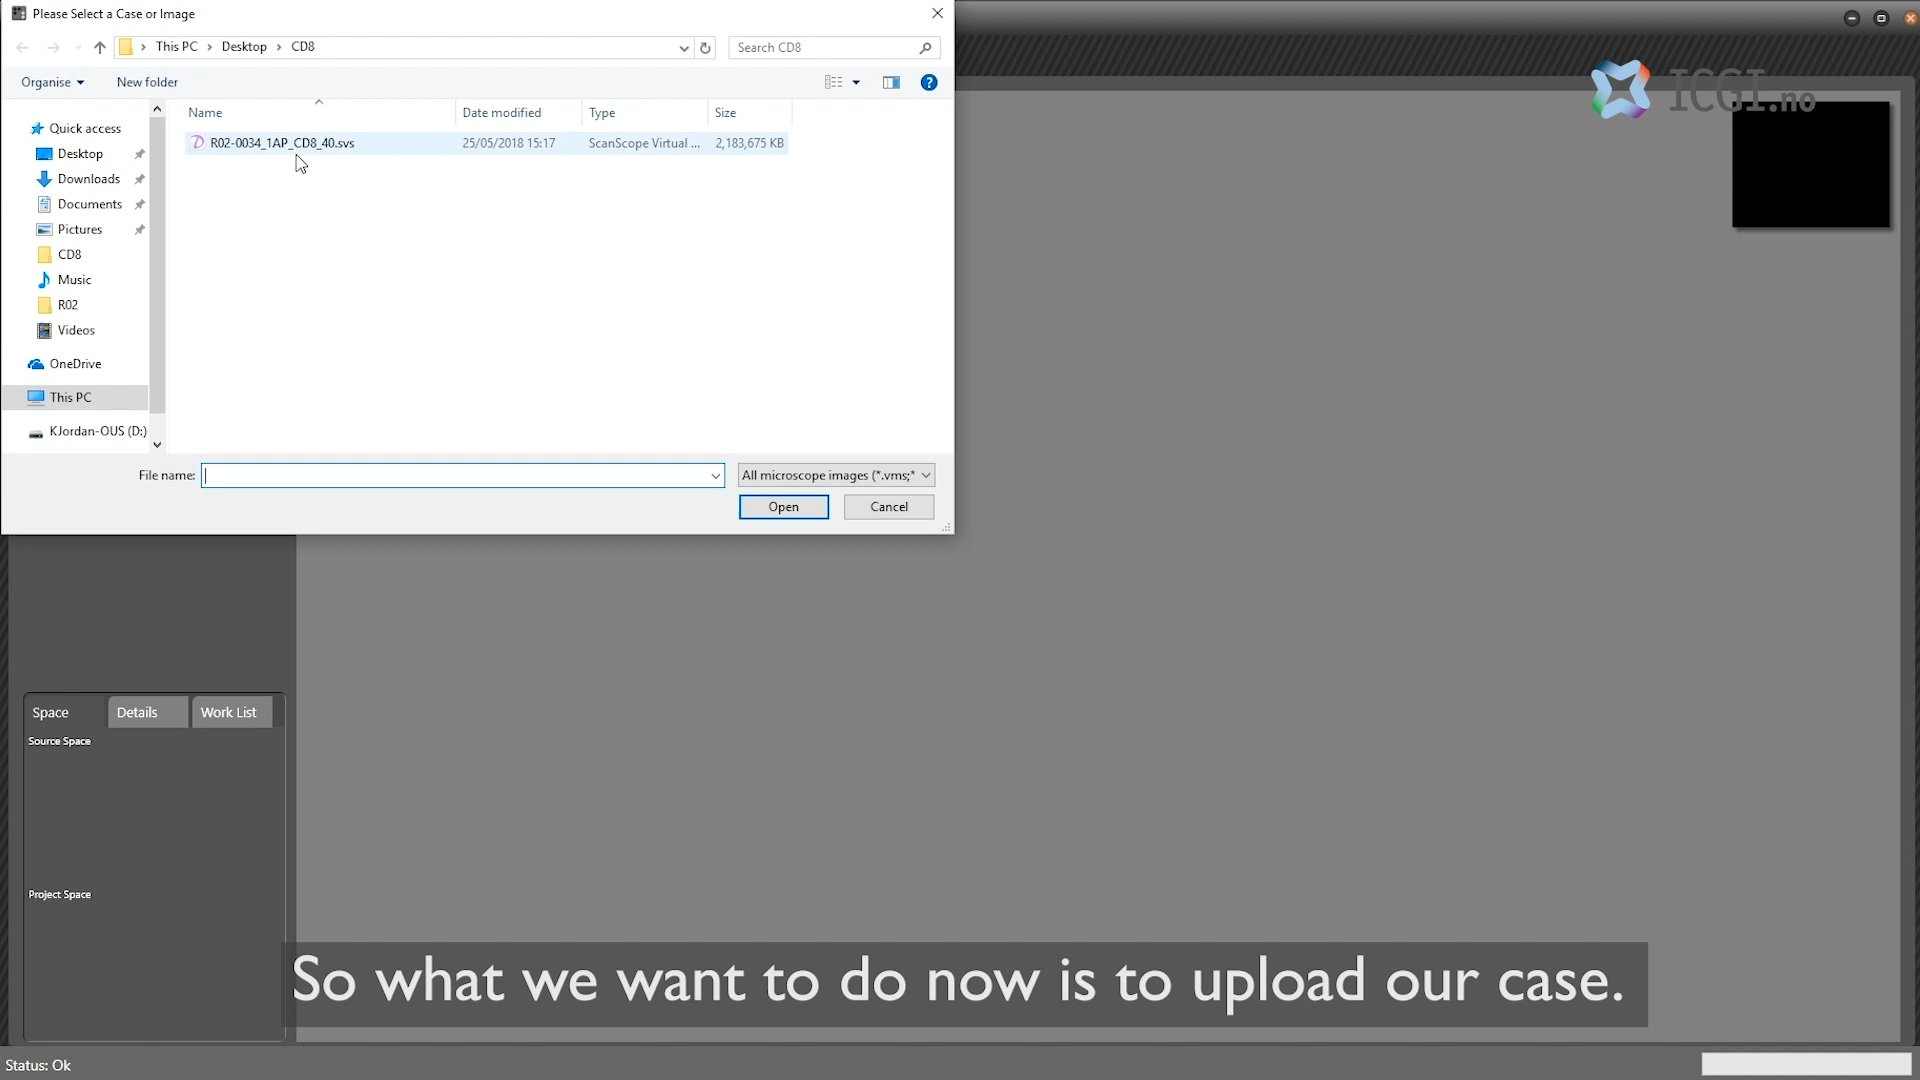 Please Select a Case or Image
This PC > Desktop > CD8
Search CD8
Organise
New folder
Name
Date modified
Type
Size
R02-0034_1AP_CD8_40.svs
25/05/2018 15:17
ScanScope Virtual ...
2,183,675 KB
Quick access
Desktop
Downloads
Documents
Pictures
CD8
Music
R02
Videos
OneDrive
This PC
KJordan-OUS (D:)
File name:
All microscope images (*.vms;*
Open
Cancel
ICGI.no
Space
Details
Work List
Source Space
Project Space
So what we want to do now is to upload our case.
Status: Ok